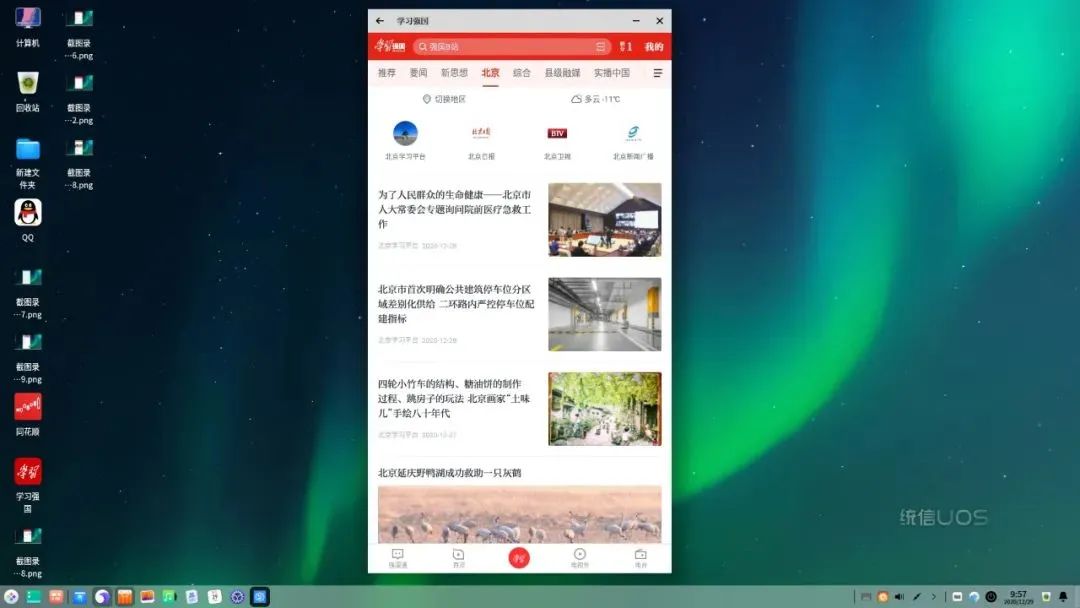 计算机
截图录
…6.png
回收站
截图录
…2.png
新建文
件夹
截图录
…8.png
QQ
截图录
…7.png
截图录
…9.png
同花顺
学习强
国
截图录
…8.png
学习强国
学习强国
强国B站
积分 1
我的
推荐 要闻 新思想 北京 综合 县级融媒 实播中国
切换地区
多云 -11℃
北京日报
BTV
北京学习平台 北京日报 北京卫视 北京新闻广播
为了人民群众的生命健康——北京市
人大常委会专题询问院前医疗急救工
作
北京学习平台 2020-12-28
北京市首次明确公共建筑停车位分区
域差别化供给 二环路内严控停车位配
建指标
北京学习平台 2020-12-28
四轮小竹车的结构、糖油饼的制作
过程、跳房子的玩法 北京画家“土味
儿”手绘八十年代
北京学习平台 2020-12-27
北京延庆野鸭湖成功救助一只灰鹤
强国通 百灵 学习 电视台 电台
统信UOS
9:57
2020/12/29